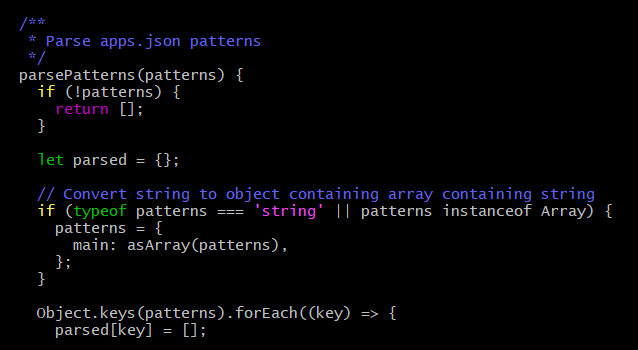 /**
 * Parse apps.json patterns
 */
parsePatterns(patterns) {
  if (!patterns) {
    return [];
  }

  let parsed = {};

  // Convert string to object containing array containing string
  if (typeof patterns === 'string' || patterns instanceof Array) {
    patterns = {
      main: asArray(patterns),
    };
  }

  Object.keys(patterns).forEach((key) => {
    parsed[key] = [];